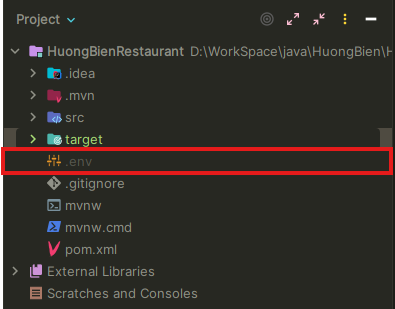 Project
HuongBienRestaurant D:\WorkSpace\java\HuongBien\H
.idea
.mvn
src
target
.env
.gitignore
mvnw
mvnw.cmd
pom.xml
External Libraries
Scratches and Consoles